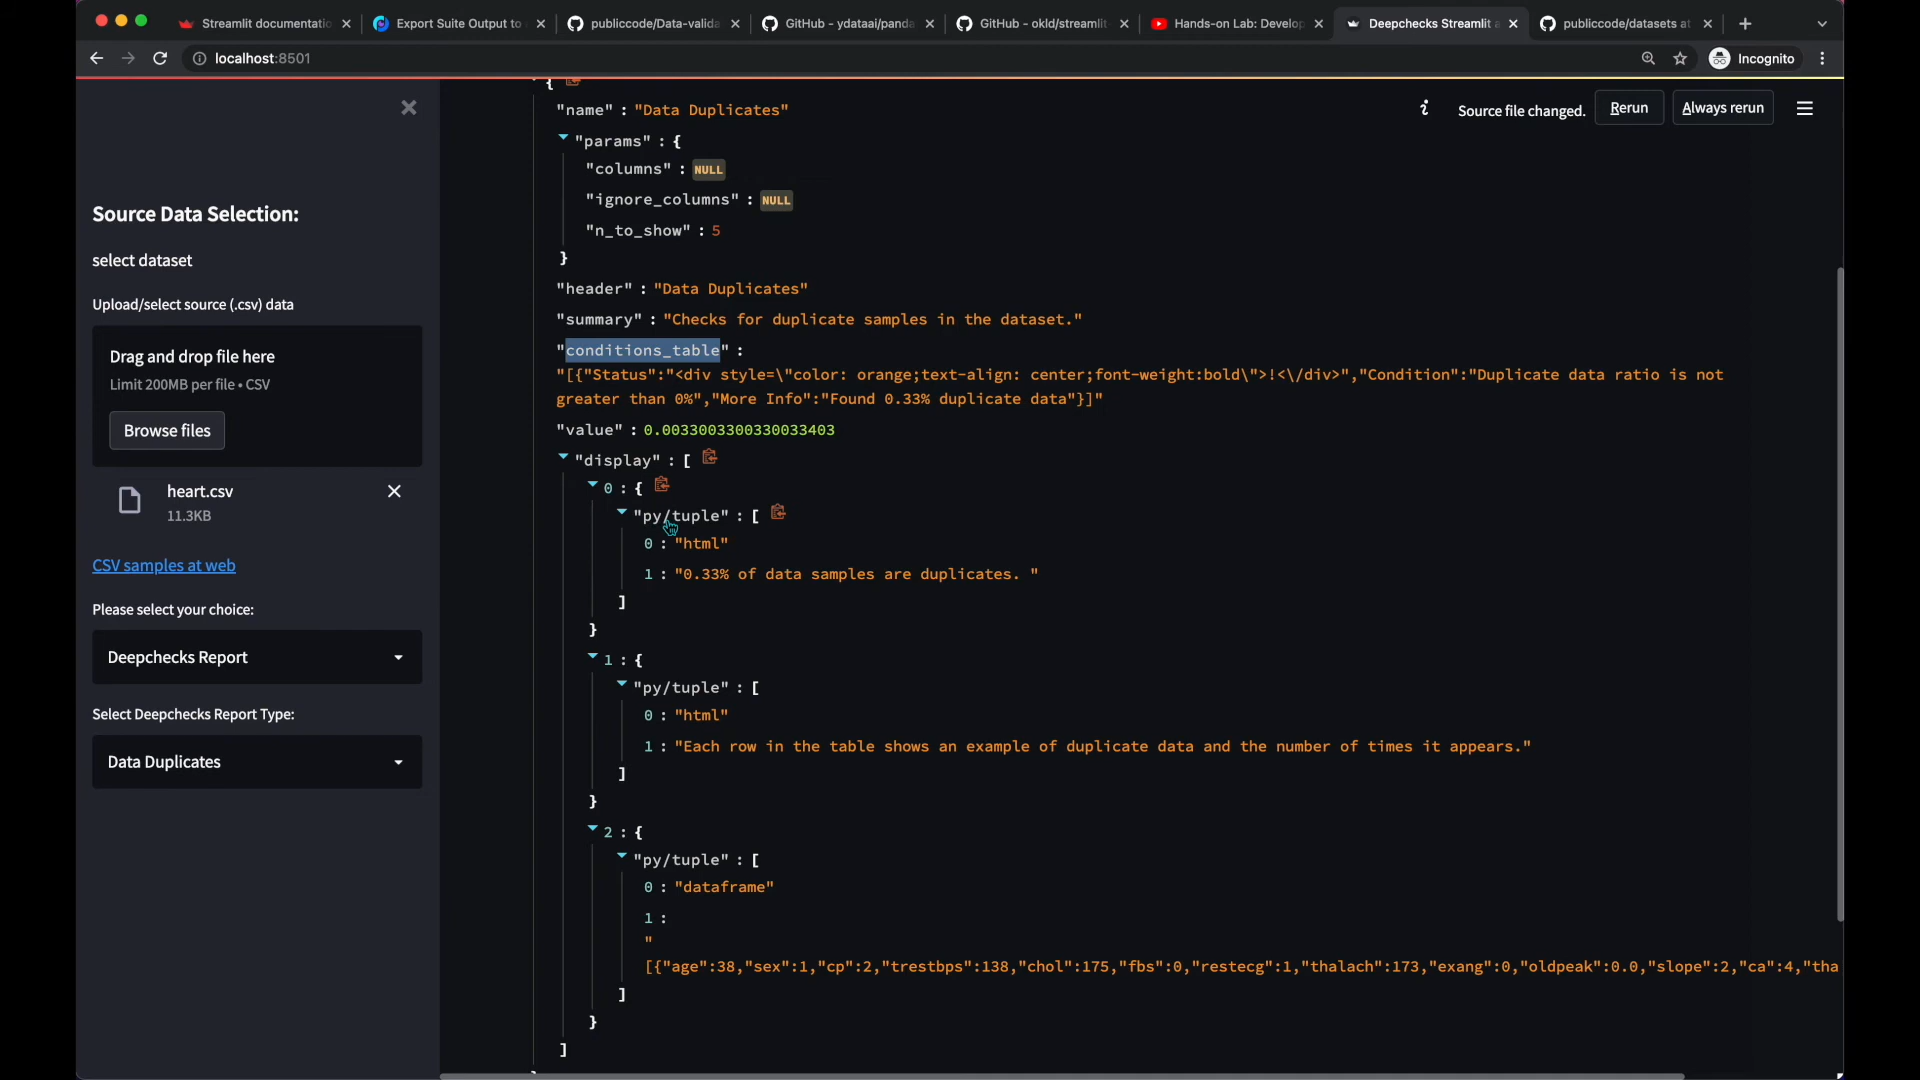 Streamlit documentatio
Export Suite Output to
publiccode/Data-valida
GitHub - ydataai/panda
GitHub - okld/streamlit-
Hands-on Lab: Develop
Deepchecks Streamlit a
publiccode/datasets at
localhost:8501
Incognito
Source file changed.
Rerun
Always rerun
Source Data Selection:
select dataset
Upload/select source (.csv) data
Drag and drop file here
Limit 200MB per file • CSV
Browse files
heart.csv
11.3KB
CSV samples at web
Please select your choice:
Deepchecks Report
Select Deepchecks Report Type:
Data Duplicates
{
"name" : "Data Duplicates"
"params" : {
"columns" : NULL
"ignore_columns" : NULL
"n_to_show" : 5
}
"header" : "Data Duplicates"
"summary" : "Checks for duplicate samples in the dataset."
"conditions_table" :
"[{"Status":"<div style=\"color: orange;text-align: center;font-weight:bold\">!<\/div>","Condition":"Duplicate data ratio is not
greater than 0%","More Info":"Found 0.33% duplicate data"}]"
"value" : 0.0033003300330033403
"display" : [
0 : {
"py/tuple" : [
0 : "html"
1 : "0.33% of data samples are duplicates. "
]
}
1 : {
"py/tuple" : [
0 : "html"
1 : "Each row in the table shows an example of duplicate data and the number of times it appears."
]
}
2 : {
"py/tuple" : [
0 : "dataframe"
1 :
"
[{"age":38,"sex":1,"cp":2,"trestbps":138,"chol":175,"fbs":0,"restecg":1,"thalach":173,"exang":0,"oldpeak":0.0,"slope":2,"ca":4,"tha
]
}
]